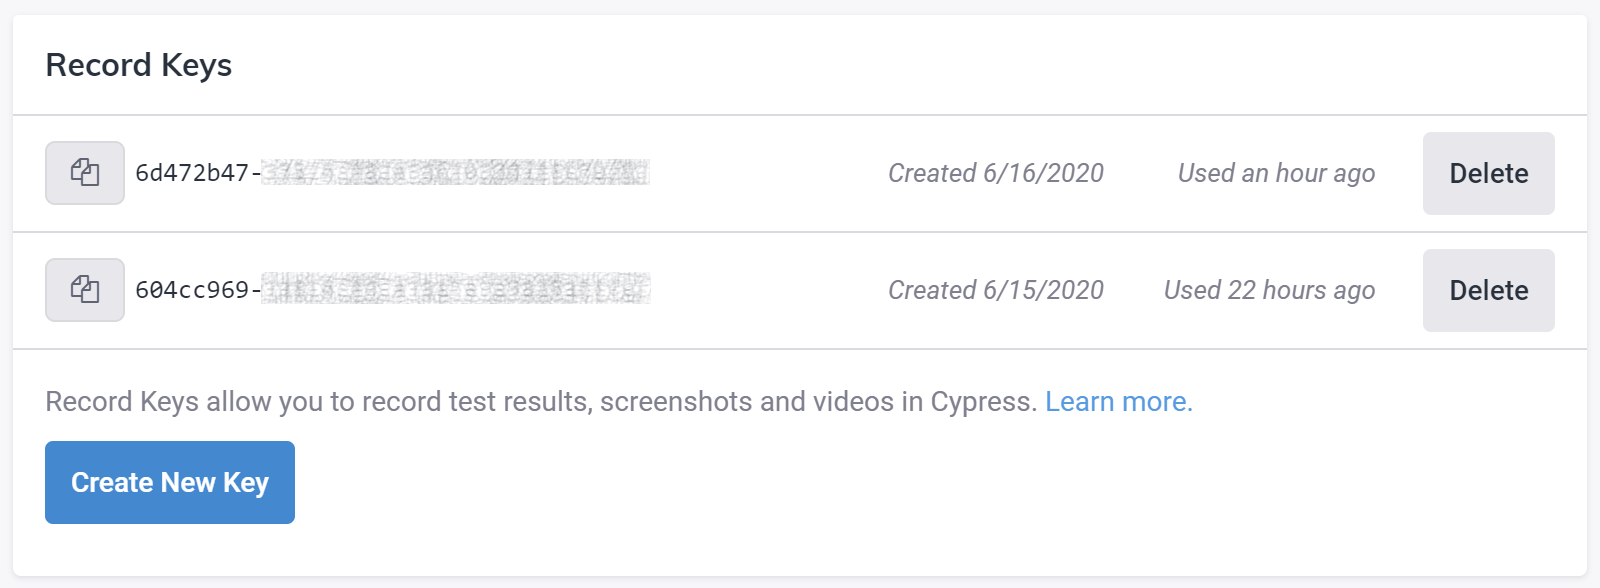 Record Keys
6d472b47- Created 6/16/2020 Used an hour ago Delete
604cc969- Created 6/15/2020 Used 22 hours ago Delete
Record Keys allow you to record test results, screenshots and videos in Cypress. Learn more.
Create New Key